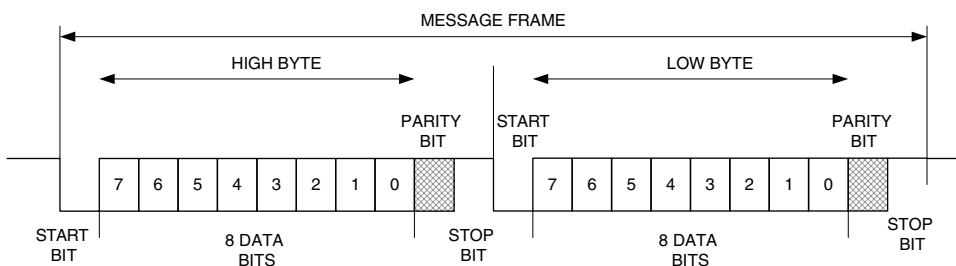 MESSAGE FRAME
HIGH BYTE
LOW BYTE
PARITY
BIT
START
BIT
PARITY
BIT
7 6 5 4 3 2 1 0
7 6 5 4 3 2 1 0
START
BIT
8 DATA
BITS
STOP
BIT
8 DATA
BITS
STOP
BIT